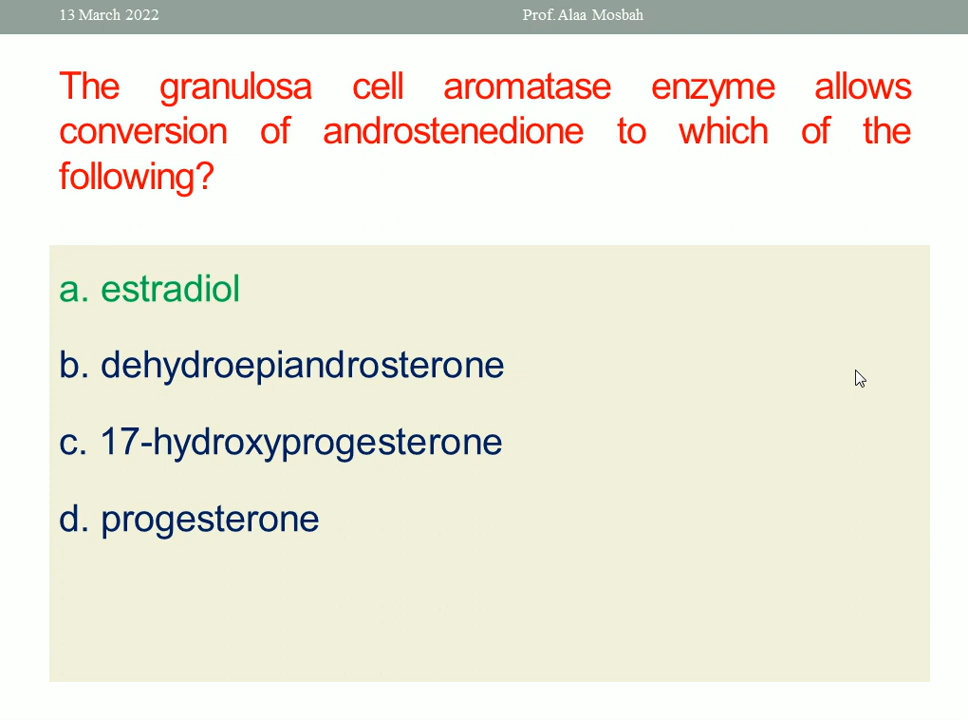 13 March 2022 Prof. Alaa Mosbah
The granulosa cell aromatase enzyme allows
conversion of androstenedione to which of the
following?
a. estradiol
b. dehydroepiandrosterone
c. 17-hydroxyprogesterone
d. progesterone